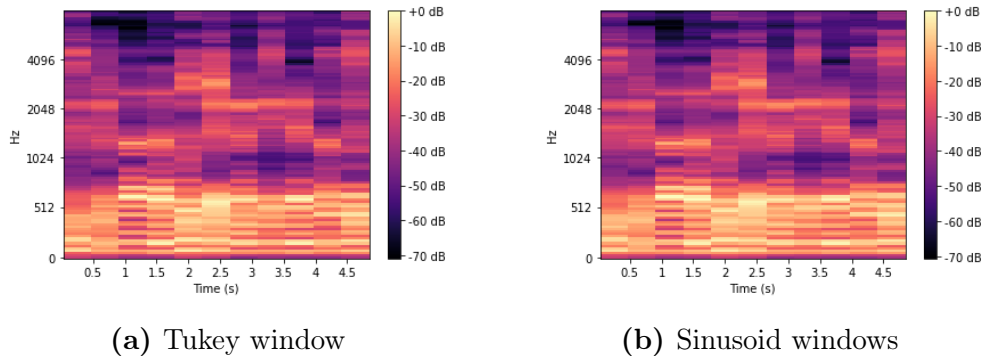 +0 dB
-10 dB
-20 dB
-30 dB
-40 dB
-50 dB
-60 dB
-70 dB
4096
2048
1024
512
0
Hz
0.5 1 1.5 2 2.5 3 3.5 4 4.5
Time (s)
(a) Tukey window
+0 dB
-10 dB
-20 dB
-30 dB
-40 dB
-50 dB
-60 dB
-70 dB
4096
2048
1024
512
0
Hz
0.5 1 1.5 2 2.5 3 3.5 4 4.5
Time (s)
(b) Sinusoid windows